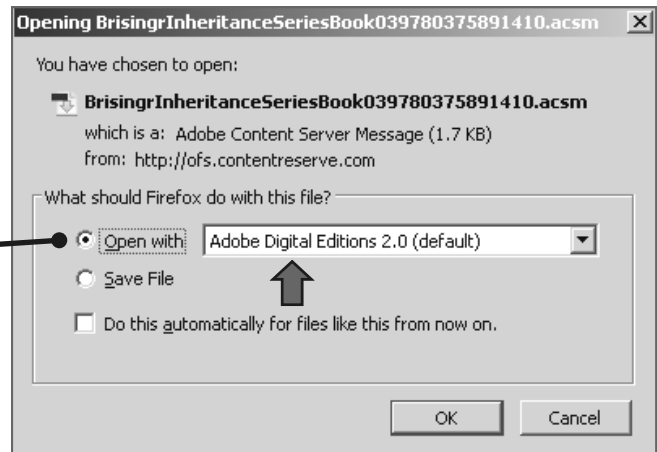 Opening BrisingrInheritanceSeriesBook039780375891410.acsm
You have chosen to open:
BrisingrInheritanceSeriesBook039780375891410.acsm
which is a: Adobe Content Server Message (1.7 KB)
from: http://ofs.contentreserve.com
What should Firefox do with this file?
Open with Adobe Digital Editions 2.0 (default)
Save File
Do this automatically for files like this from now on.
OK Cancel